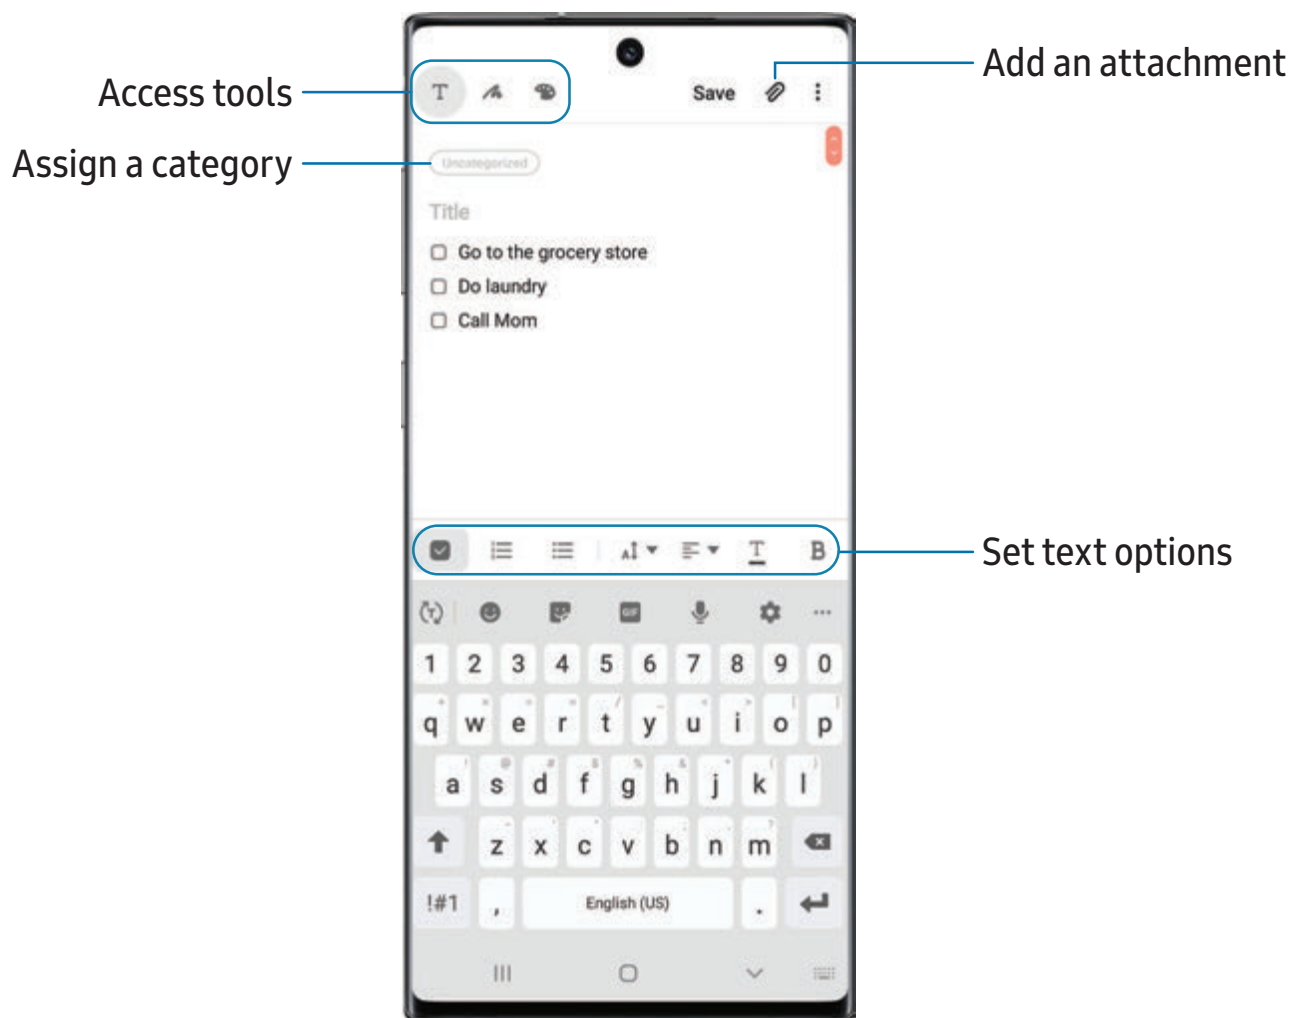 Add an attachment
Access tools
T
Save
Assign a category
Uncategorized
Title
Go to the grocery store
Do laundry
Call Mom
Set text options
A T B
T GIF
1 2 3 4 5 6 7 8 9 0
q w e r t y u i o p
a s d f g h j k l
z x c v b n m
!#1 , English (US) .